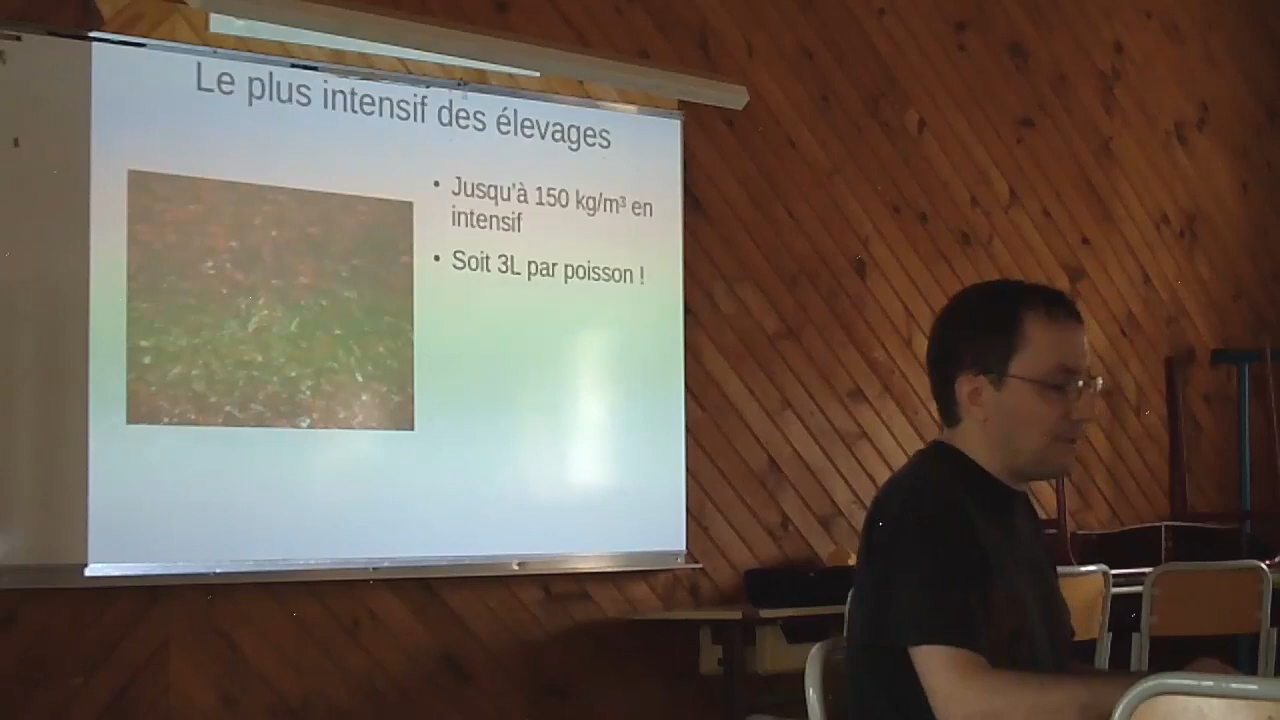 Le plus intensif des élevages
• Jusqu'à 150 kg/m³ en
intensif
• Soit 3L par poisson !